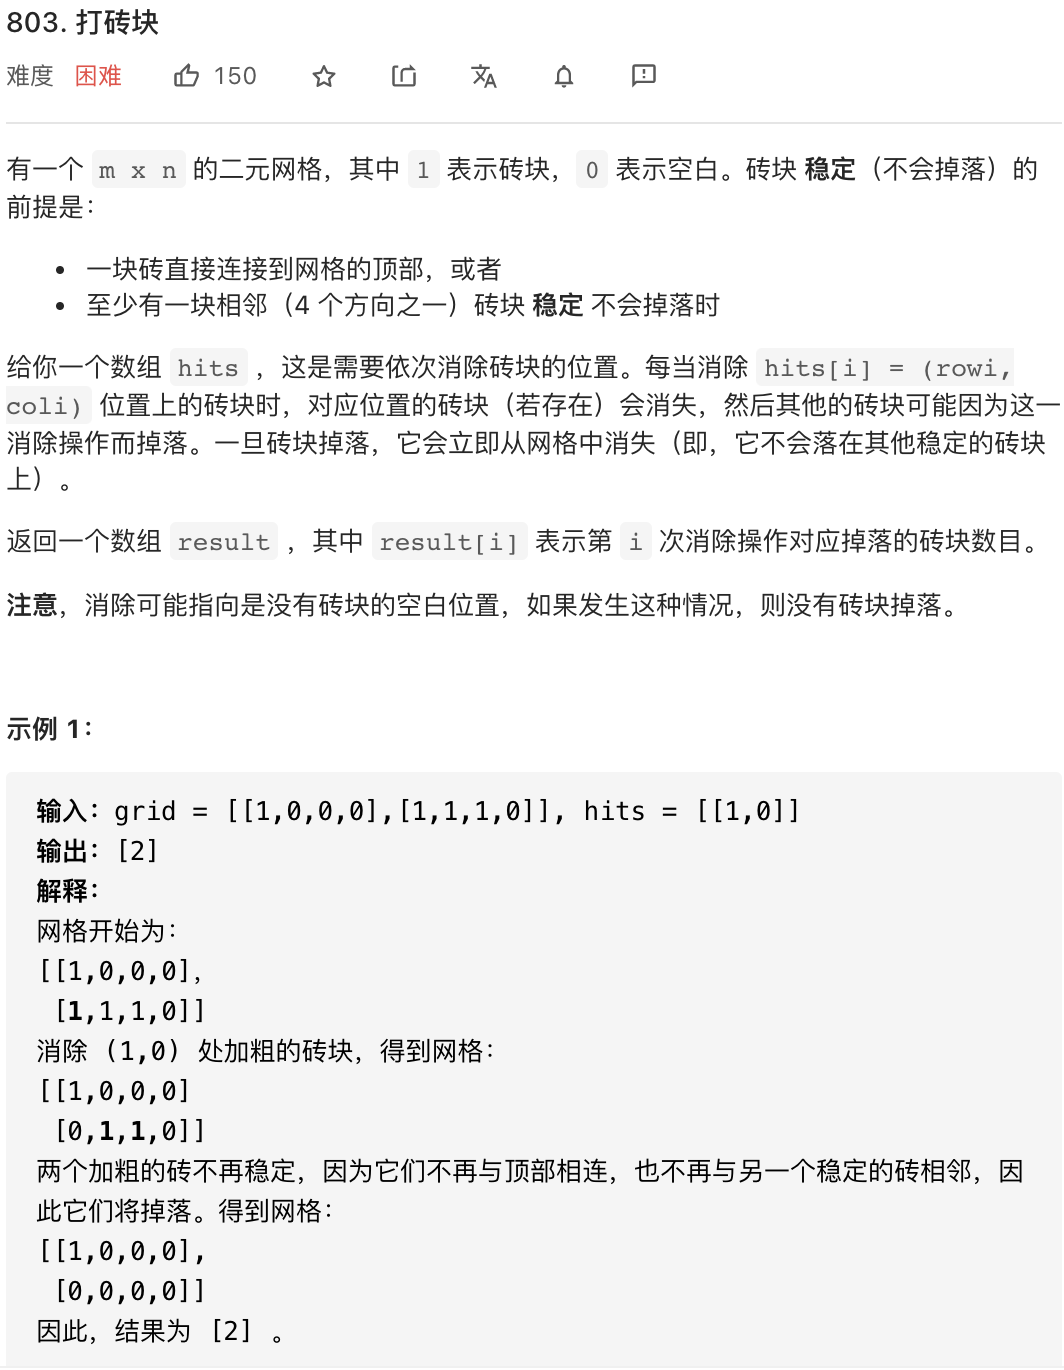 803. 打砖块
难度 困难 150
有一个 m x n 的二元网格，其中 1 表示砖块，0 表示空白。砖块 稳定（不会掉落）的
前提是：
• 一块砖直接连接到网格的顶部，或者
• 至少有一块相邻（4 个方向之一）砖块 稳定 不会掉落时
给你一个数组 hits ，这是需要依次消除砖块的位置。每当消除 hits[i] = (rowi,
coli) 位置上的砖块时，对应位置的砖块（若存在）会消失，然后其他的砖块可能因为这一
消除操作而掉落。一旦砖块掉落，它会立即从网格中消失（即，它不会落在其他稳定的砖块
上）。
返回一个数组 result ，其中 result[i] 表示第 i 次消除操作对应掉落的砖块数目。
注意，消除可能指向是没有砖块的空白位置，如果发生这种情况，则没有砖块掉落。
示例 1：
输入：grid = [[1,0,0,0],[1,1,1,0]], hits = [[1,0]]
输出：[2]
解释：
网格开始为：
[[1,0,0,0]，
[1,1,1,0]]
消除 (1,0) 处加粗的砖块，得到网格：
[[1,0,0,0]
[0,1,1,0]]
两个加粗的砖不再稳定，因为它们不再与顶部相连，也不再与另一个稳定的砖相邻，因
此它们将掉落。得到网格：
[[1,0,0,0],
[0,0,0,0]]
因此，结果为 [2] 。